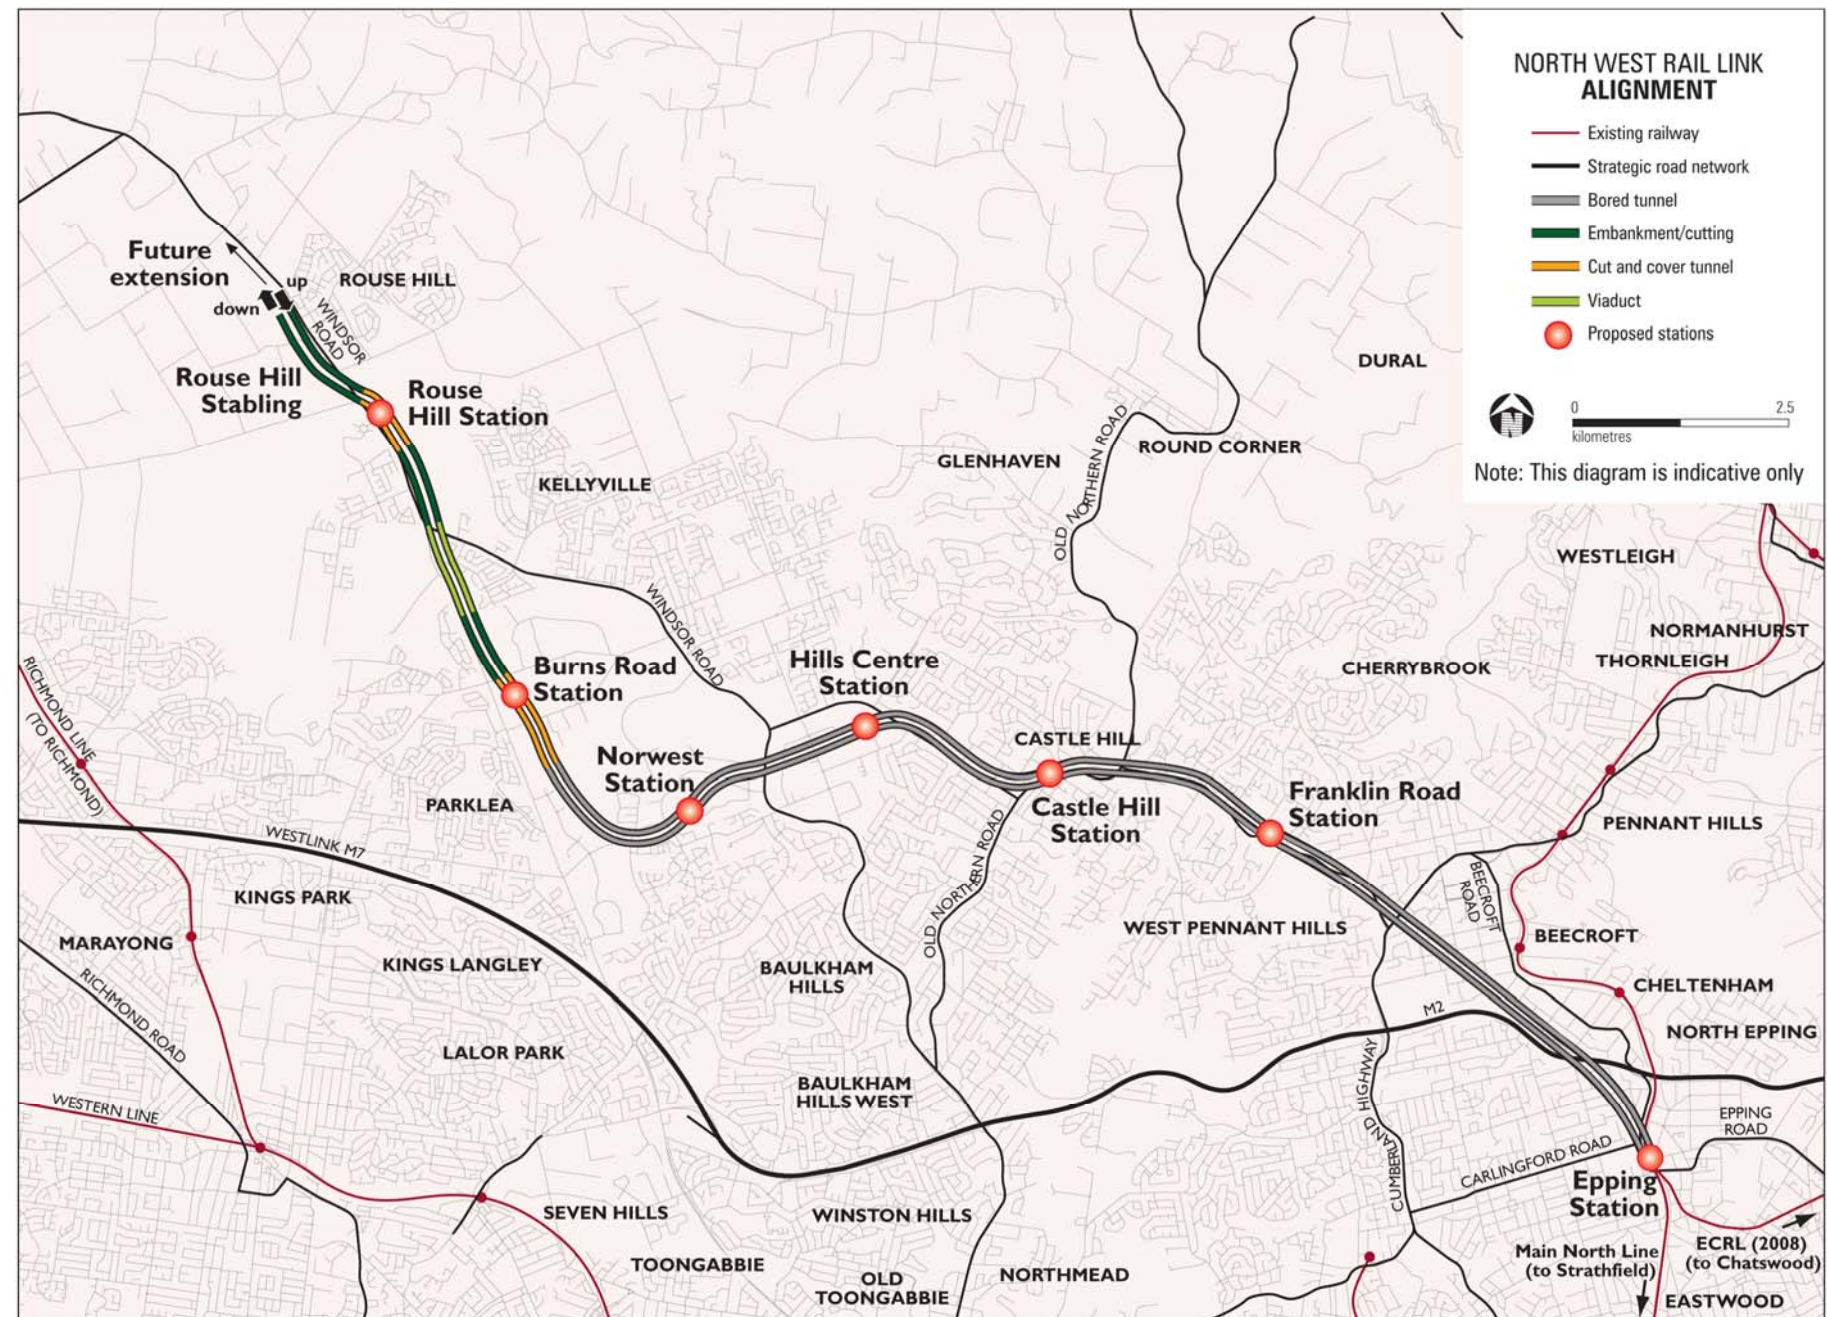 NORTH WEST RAIL LINK
ALIGNMENT
Existing railway
Strategic road network
Bored tunnel
Embankment/cutting
Cut and cover tunnel
Viaduct
Proposed stations
0
2.5
kilometres
N
Note: This diagram is indicative only
Future
extension
up
down
ROUSE HILL
WINDSOR
ROAD
Rouse Hill
Stabling
Rouse
Hill Station
DURAL
OLD NORTHERN ROAD
ROUND CORNER
GLENHAVEN
KELLYVILLE
WESTLEIGH
WINDSOR ROAD
NORMANHURST
THORNLEIGH
CHERRYBROOK
RICHMOND LINE
(TO RICHMOND)
Burns Road
Station
Hills Centre
Station
Norwest
Station
CASTLE HILL
Castle Hill
Station
Franklin Road
Station
PARKLEA
WESTLINK M7
OLD NORTHERN ROAD
PENNANT HILLS
BEECROFT
ROAD
KINGS PARK
MARAYONG
KINGS LANGLEY
RICHMOND ROAD
BAULKHAM
HILLS
WEST PENNANT HILLS
BEECROFT
CHELTENHAM
M2
NORTH EPPING
LALOR PARK
BAULKHAM
HILLS WEST
CUMBERLAND HIGHWAY
WESTERN LINE
EPPING
ROAD
CARLINGFORD ROAD
Epping
Station
SEVEN HILLS
WINSTON HILLS
TOONGABBIE
OLD
TOONGABBIE
NORTHMEAD
Main North Line
(to Strathfield)
ECRL (2008)
(to Chatswood)
EASTWOOD